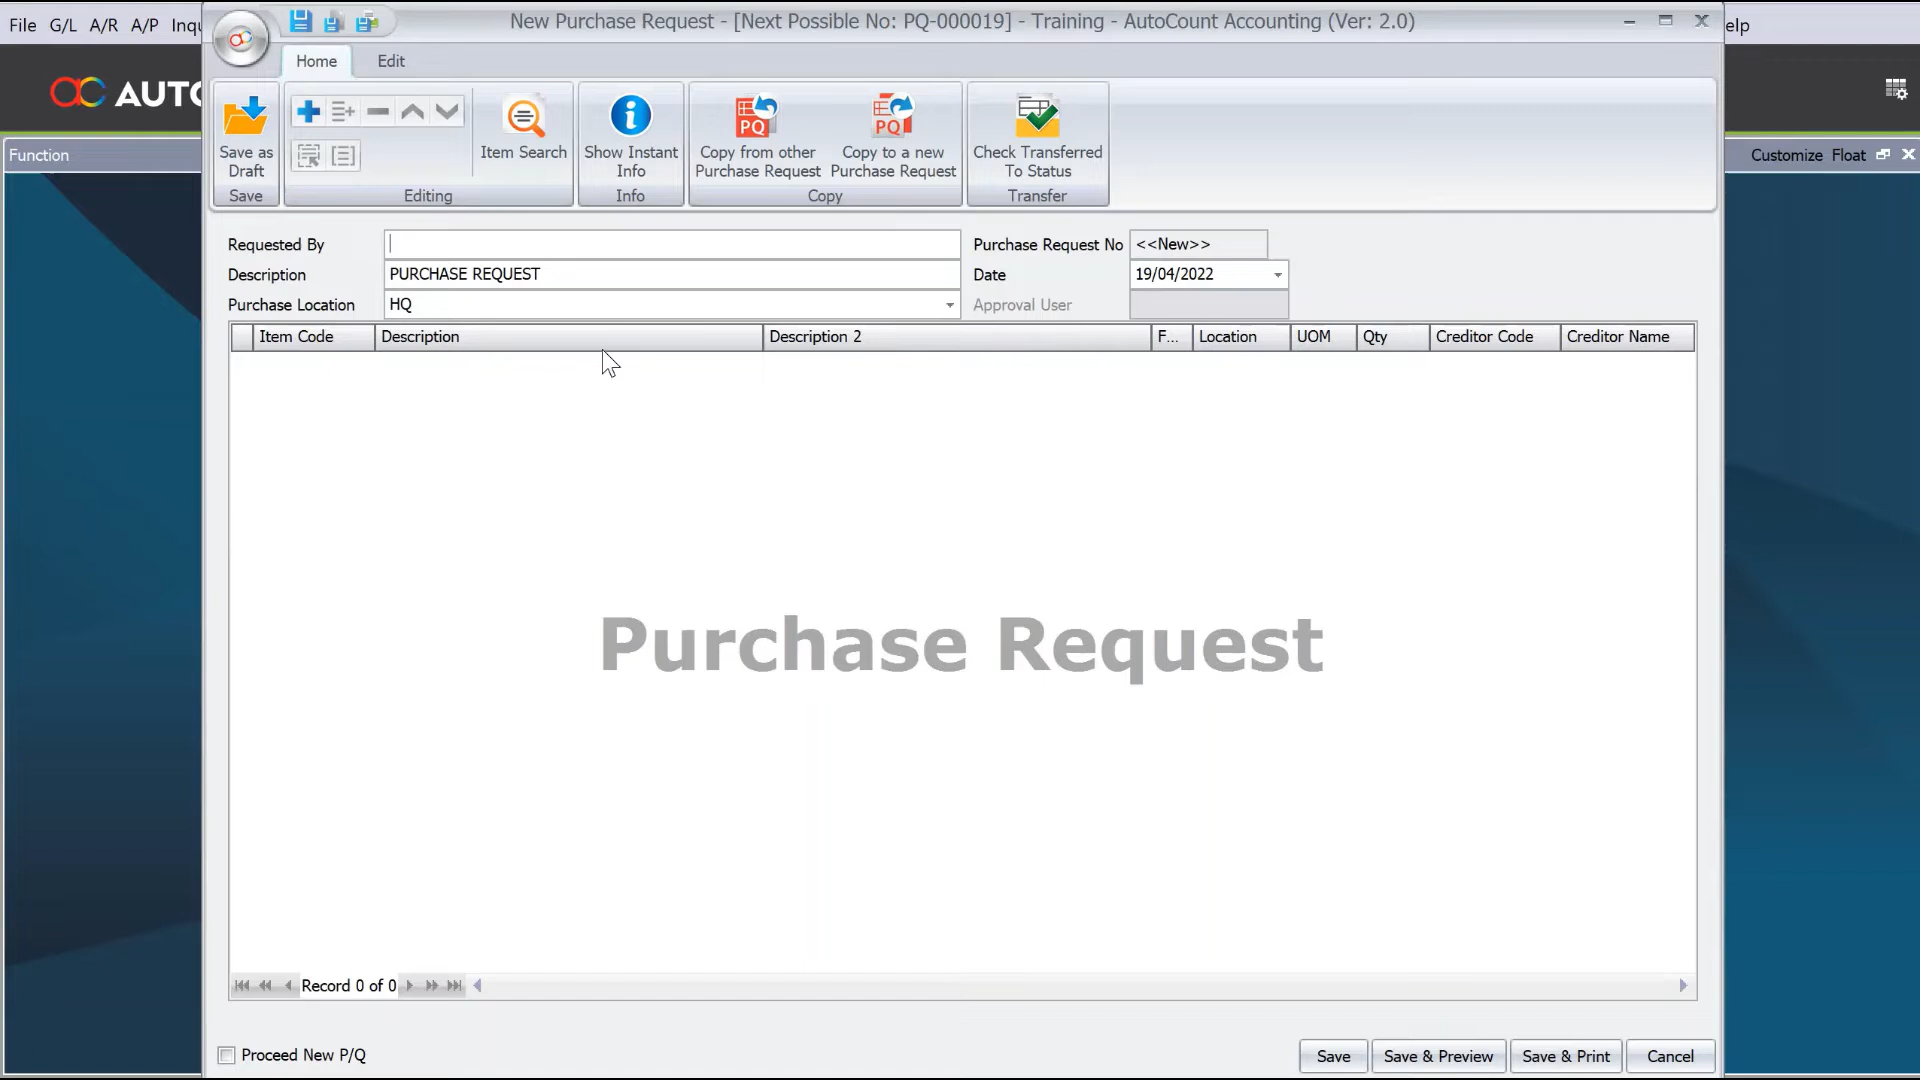 File G/L A/R A/P Inqu
New Purchase Request - [Next Possible No: PQ-000019] - Training - AutoCount Accounting (Ver: 2.0)
elp
Home Edit
AUTO
Save as Draft
Item Search
Show Instant Info
PQ
Copy from other Purchase Request
PQ
Copy to a new Purchase Request
Check Transferred To Status
Save Editing Info Copy Transfer
Function
Customize Float
Requested By
Purchase Request No <<New>>
Description PURCHASE REQUEST
Date 19/04/2022
Purchase Location HQ
Approval User
Item Code Description Description 2 F... Location UOM Qty Creditor Code Creditor Name
Purchase Request
Record 0 of 0
Proceed New P/Q
Save Save & Preview Save & Print Cancel